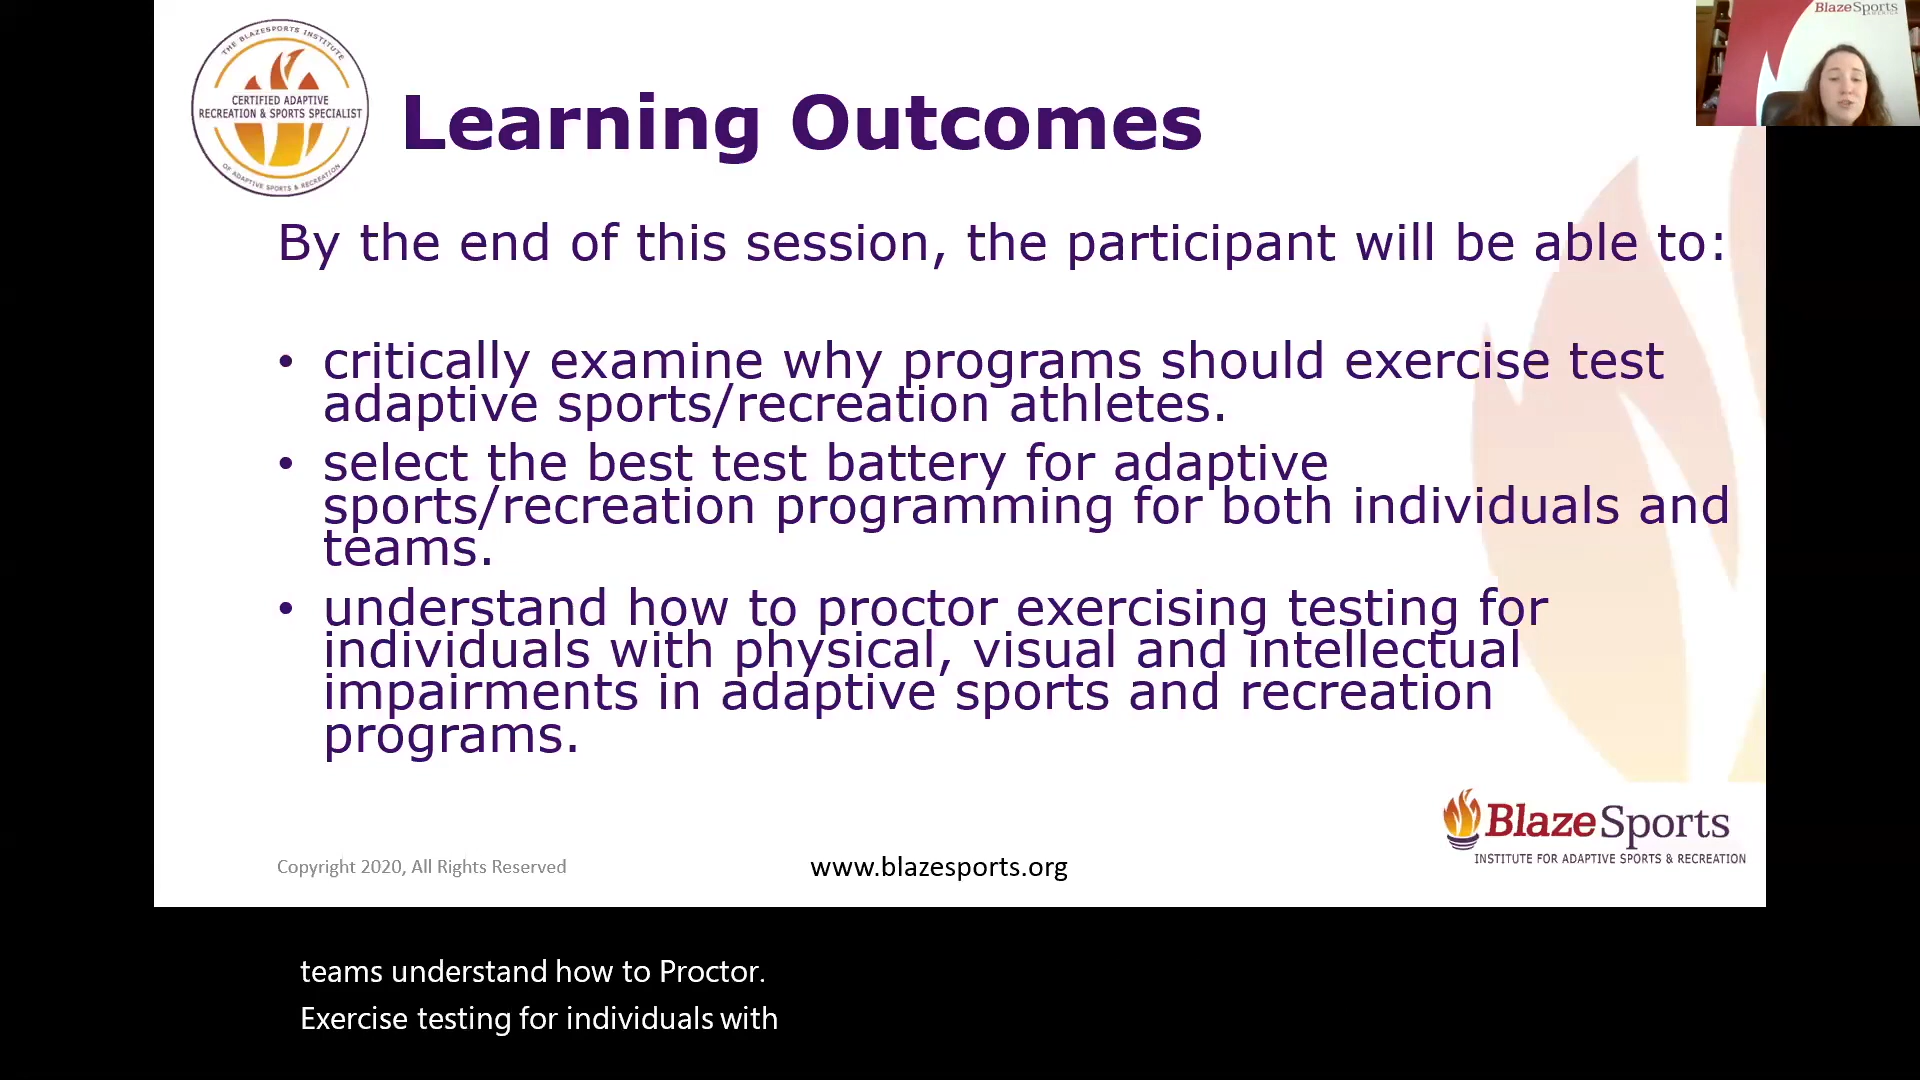 THE BLAZESPORTS INSTITUTE
CERTIFIED ADAPTIVE
RECREATION & SPORTS SPECIALIST
OF ADAPTIVE SPORTS & RECREATION
Learning Outcomes
BlazeSports
AMERICA
By the end of this session, the participant will be able to:
• critically examine why programs should exercise test
adaptive sports/recreation athletes.
• select the best test battery for adaptive
sports/recreation programming for both individuals and
teams.
• understand how to proctor exercising testing for
individuals with physical, visual and intellectual
impairments in adaptive sports and recreation
programs.
BlazeSports
INSTITUTE FOR ADAPTIVE SPORTS & RECREATION
Copyright 2020, All Rights Reserved
www.blazesports.org
teams understand how to Proctor.
Exercise testing for individuals with